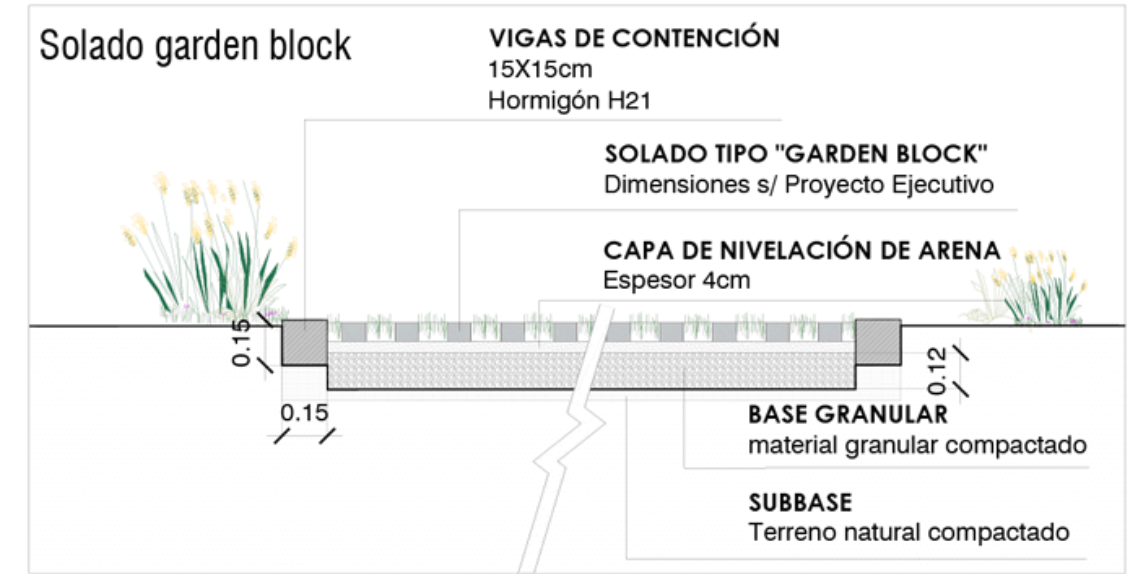 Solado garden block
VIGAS DE CONTENCIÓN
15X15cm
Hormigón H21
SOLADO TIPO "GARDEN BLOCK"
Dimensiones s/ Proyecto Ejecutivo
CAPA DE NIVELACIÓN DE ARENA
Espesor 4cm
0.15
0.12
0.15
BASE GRANULAR
material granular compactado
SUBBASE
Terreno natural compactado